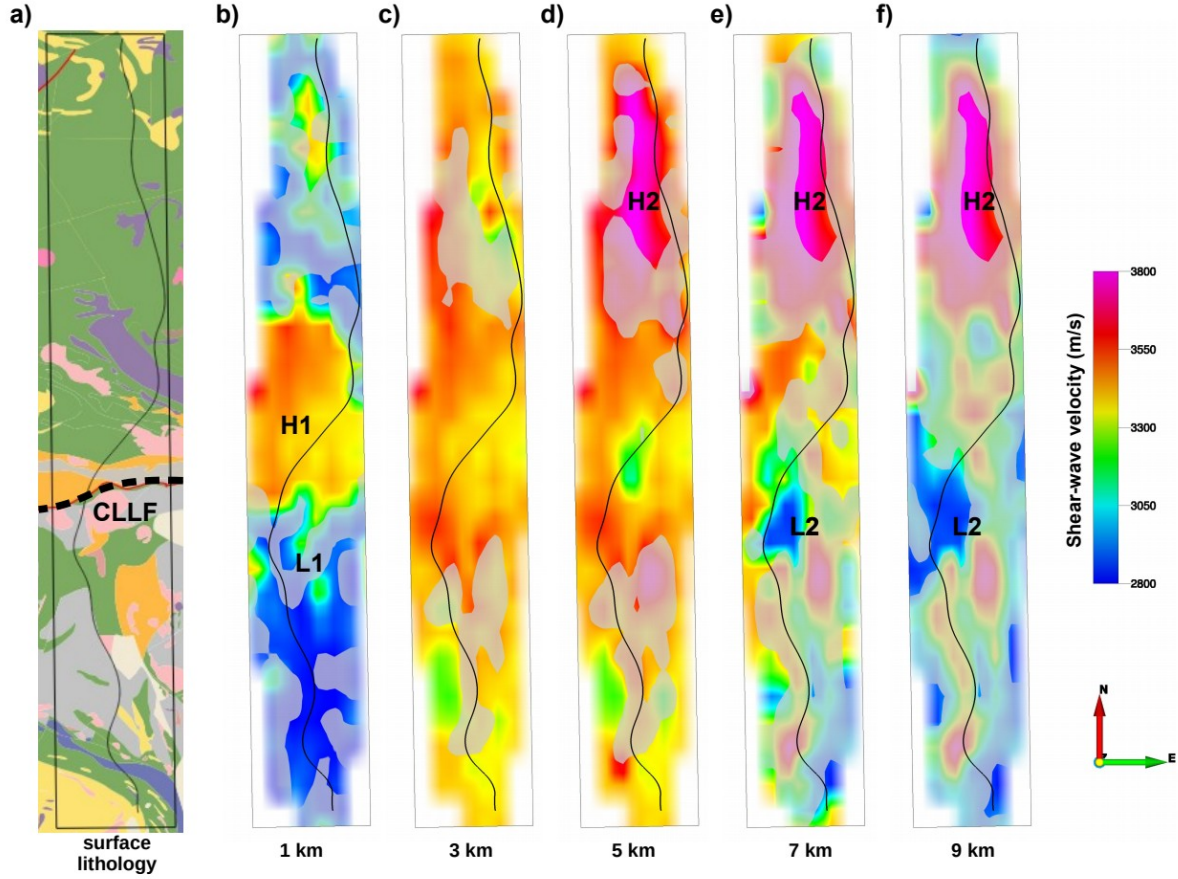 a)
b)
c)
d)
e)
f)
CLLF
H1
L1
H2
H2
L2
H2
L2
surface
lithology
1 km
3 km
5 km
7 km
9 km
Shear-wave velocity (m/s)
3800
3550
3300
3050
2800
N
E